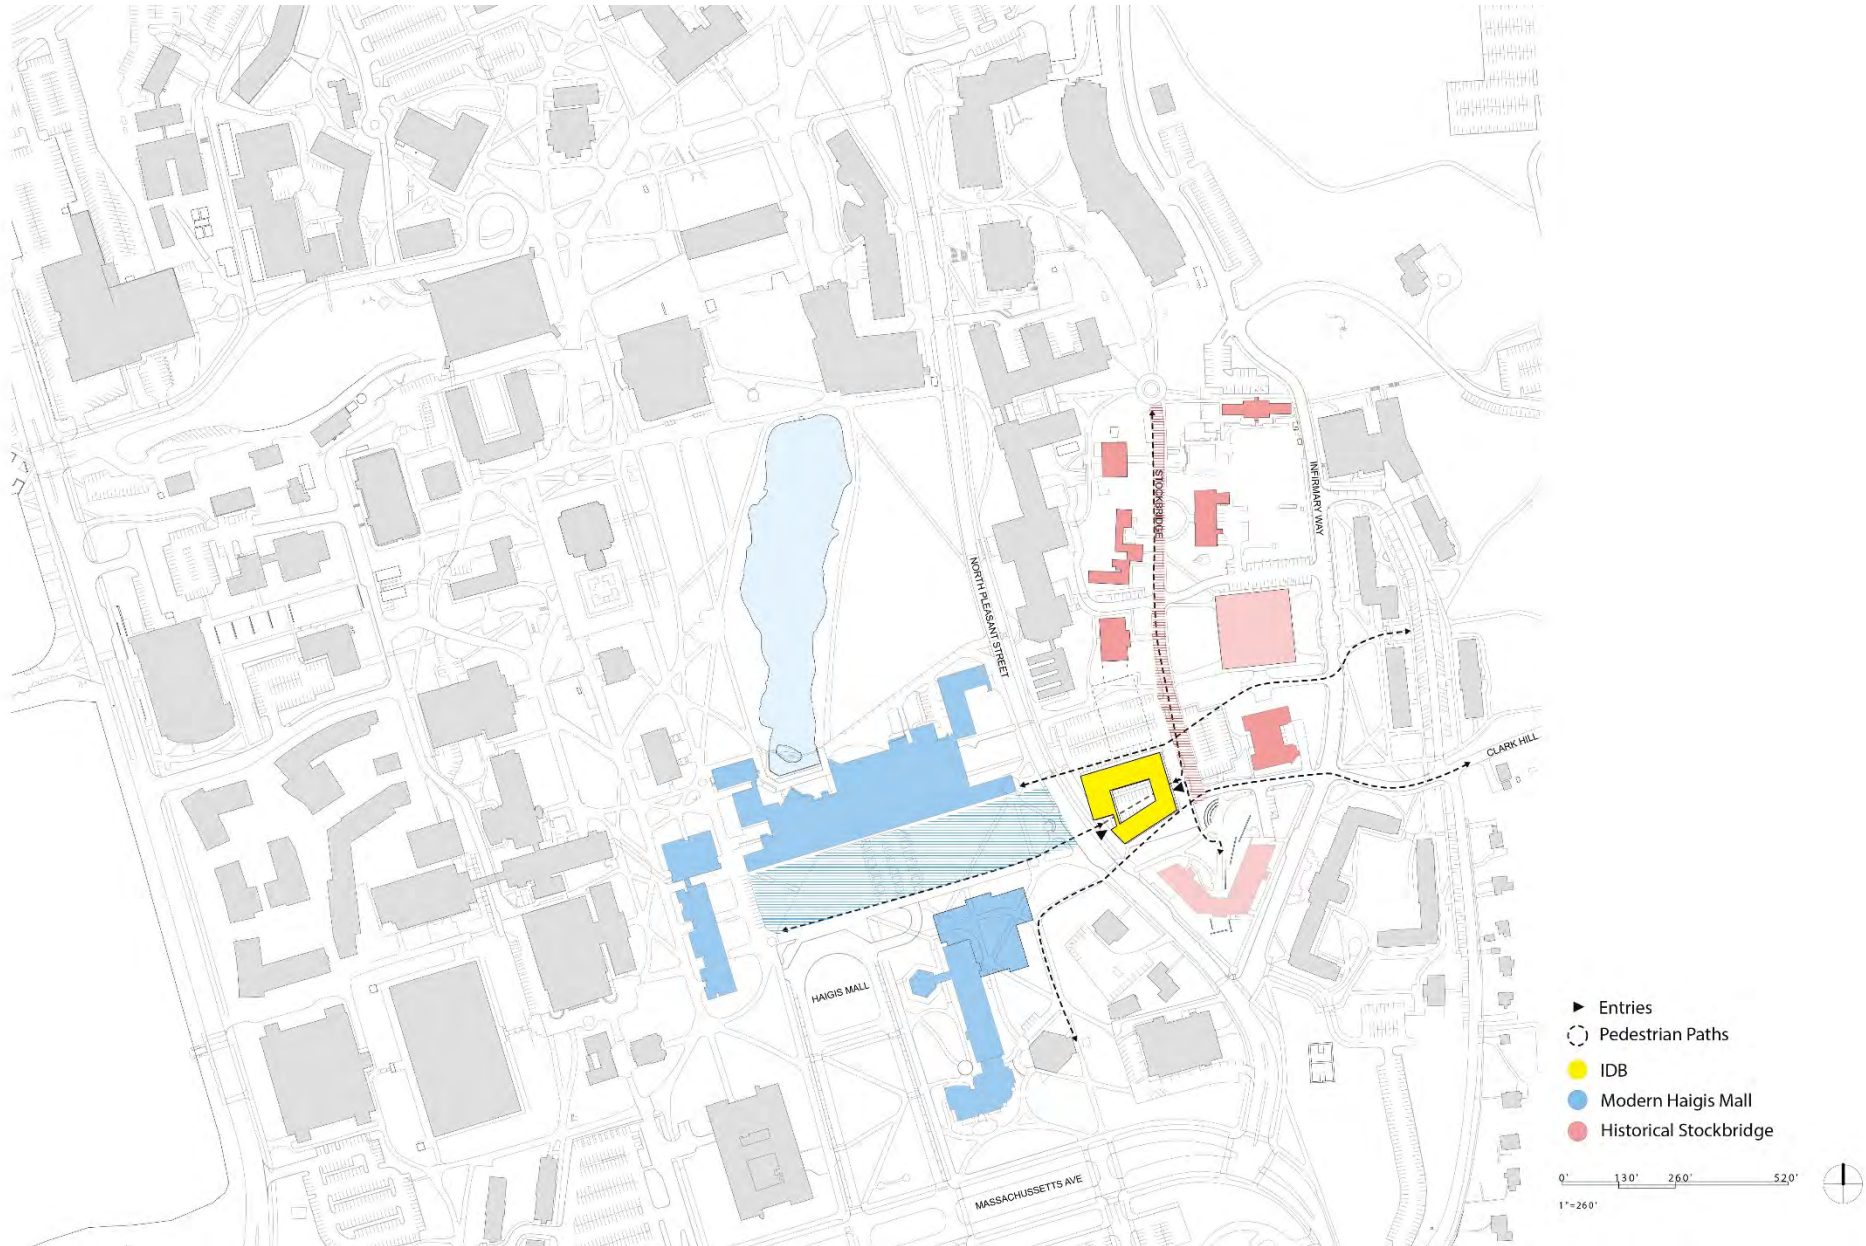 STOCKBRIDGE
INFIRMARY WAY
NORTH PLEASANT STREET
CLARK HILL
HAIGIS MALL
MASSACHUSSETTS AVE
Entries
Pedestrian Paths
IDB
Modern Haigis Mall
Historical Stockbridge
0' 130' 260' 520'
1"=260'